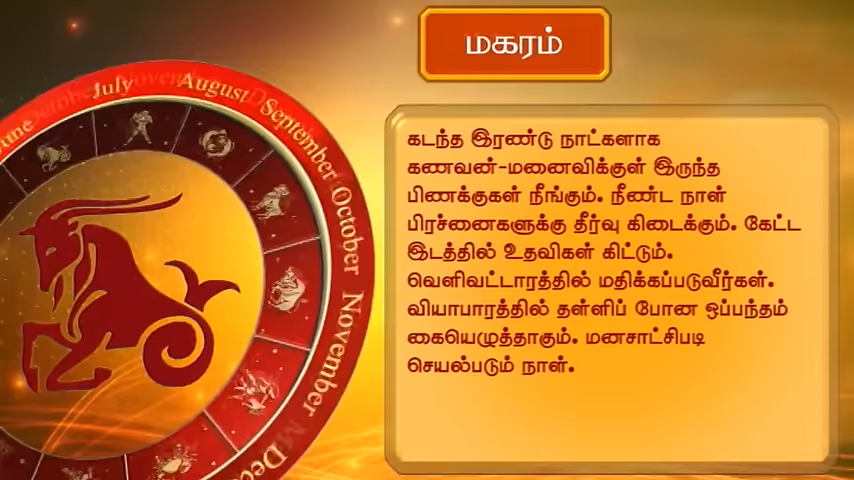 மகரம்
கடந்த இரண்டு நாட்களாக
கணவன்-மனைவிக்குள் இருந்த
பிணக்குகள் நீங்கும். நீண்ட நாள்
பிரச்னைகளுக்கு தீர்வு கிடைக்கும். கேட்ட
இடத்தில் உதவிகள் கிட்டும்.
வெளிவட்டாரத்தில் மதிக்கப்படுவீர்கள்.
வியாபாரத்தில் தள்ளிப் போன ஒப்பந்தம்
கையெழுத்தாகும். மனசாட்சிபடி
செயல்படும் நாள்.
July
August
September
October
November